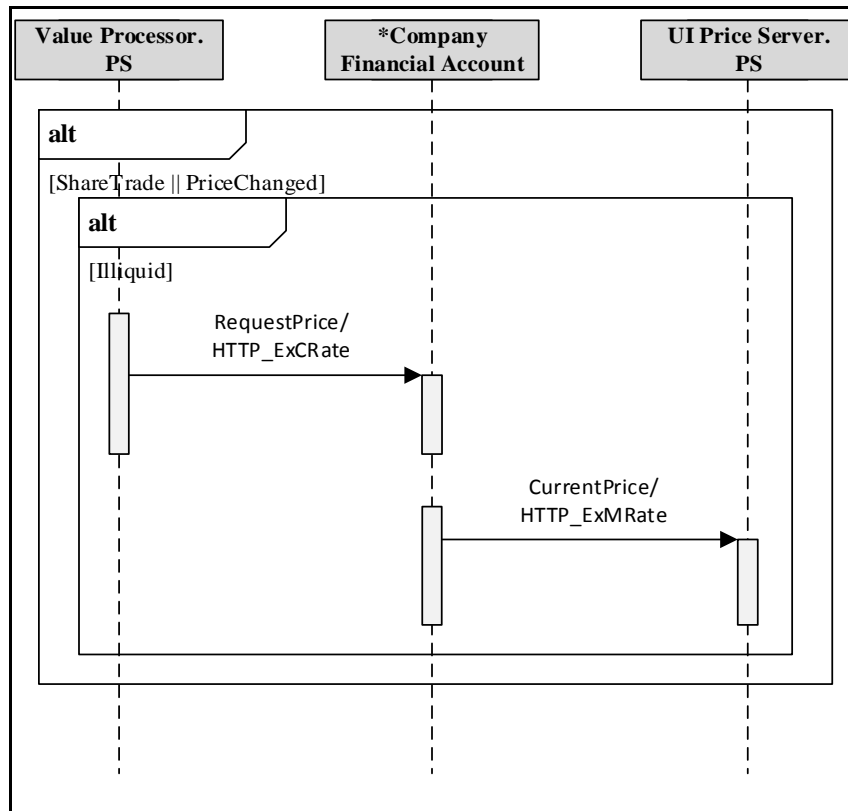 Value Processor.
PS
*Company
Financial Account
UI Price Server.
PS
alt
[ShareTrade || PriceChanged]
alt
[Illiquid]
RequestPrice/
HTTP_ExCRate
CurrentPrice/
HTTP_ExMRate